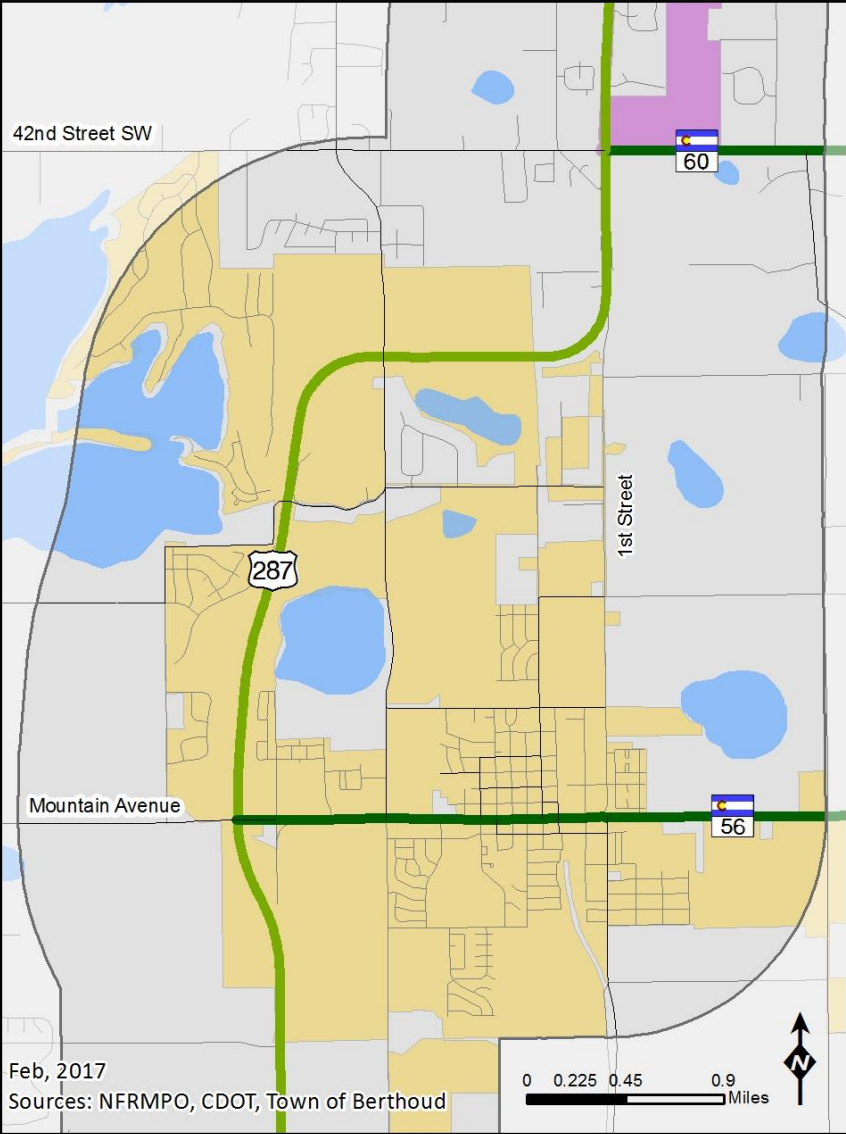 42nd Street SW
C
60
1st Street
287
Mountain Avenue
C
56
N
Feb, 2017
Sources: NFRMPO, CDOT, Town of Berthoud
0 0.225 0.45 0.9
Miles